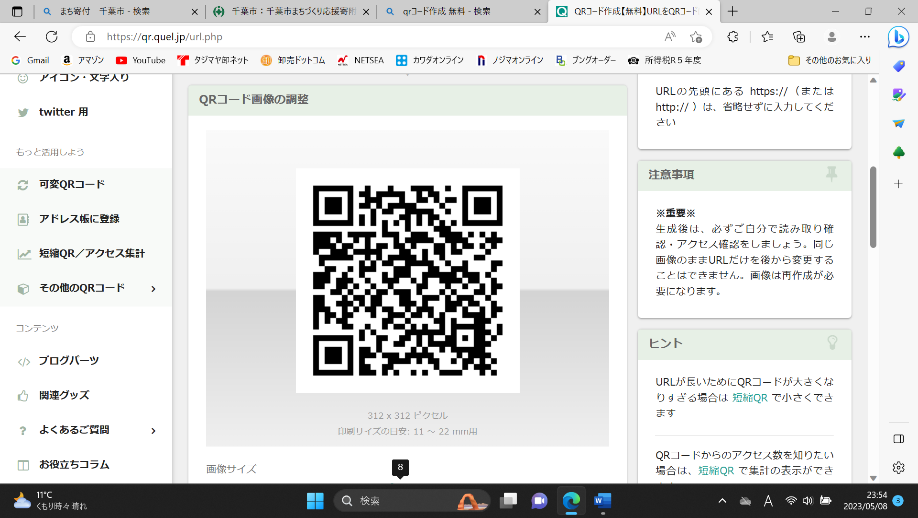 まち寄付 千葉市 - 検索
千葉市：千葉市まちづくり応援寄附
qrコード作成 無料 - 検索
QRコード作成【無料】URLをQRコード
https://qr.quel.jp/url.php
Gmail
アマゾン
YouTube
タジマヤ卸ネット
卸売ドットコム
NETSEA
カワダオンライン
ノジマオンライン
ブングオーダー
所得税R５年度
その他のお気に入り
アイコン・文字入り
twitter 用
もっと活用しよう
可変QRコード
アドレス帳に登録
短縮QR／アクセス集計
その他のQRコード
コンテンツ
ブログパーツ
関連グッズ
よくあるご質問
お役立ちコラム
QRコード画像の調整
312 x 312 ピクセル
印刷サイズの目安: 11 ～ 22 mm用
画像サイズ
8
URLの先頭にある https://（または
http:// ）は、省略せずに入力してくだ
さい
注意事項
※重要※
生成後は、必ずご自分で読み取り確
認・アクセス確認をしましょう。同じ
画像のままURLだけを後から変更する
ことはできません。画像は再作成が必
要になります。
ヒント
URLが長いためにQRコードが大きくな
りすぎる場合は 短縮QR で小さくでき
ます
QRコードからのアクセス数を知りたい
場合は、短縮QR で集計の表示ができ
11°C
くもり時々晴れ
検索
A
23:54
2023/05/08
3